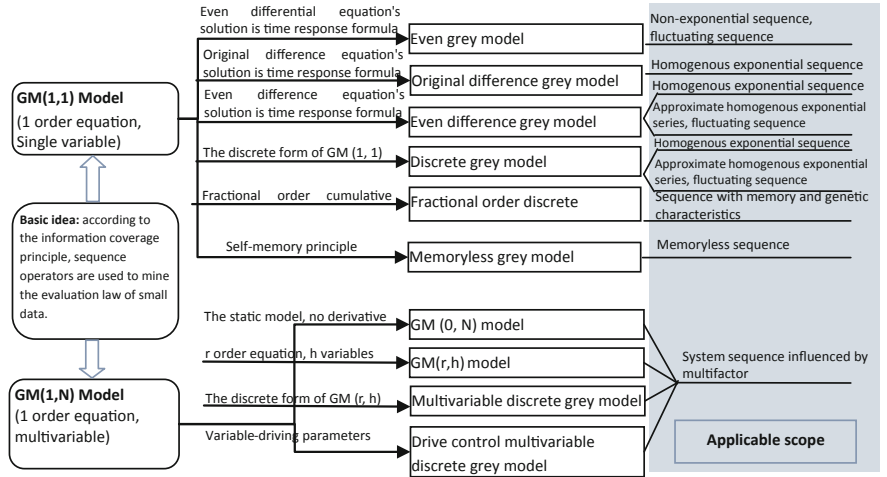 Even differential equation's
solution is time response formula
Even grey model
Non-exponential sequence,
fluctuating sequence
Original difference equation's
solution is time response formula
Original difference grey model
Homogenous exponential sequence
Even difference equation's
solution is time response formula
Even difference grey model
Homogenous exponential sequence
Approximate homogenous exponential
series, fluctuating sequence
GM(1,1) Model
(1 order equation,
Single variable)
The discrete form of GM (1, 1)
Discrete grey model
Homogenous exponential sequence
Approximate homogenous exponential
series, fluctuating sequence
Fractional order cumulative
Fractional order discrete
Sequence with memory and genetic
characteristics
Basic idea: according to
the information coverage
principle, sequence
operators are used to mine
the evaluation law of small
data.
Self-memory principle
Memoryless grey model
Memoryless sequence
The static model, no derivative
GM (0, N) model
r order equation, h variables
GM(r,h) model
System sequence influenced by
multifactor
GM(1,N) Model
(1 order equation,
multivariable)
The discrete form of GM (r, h)
Multivariable discrete grey model
Variable-driving parameters
Drive control multivariable
discrete grey model
Applicable scope